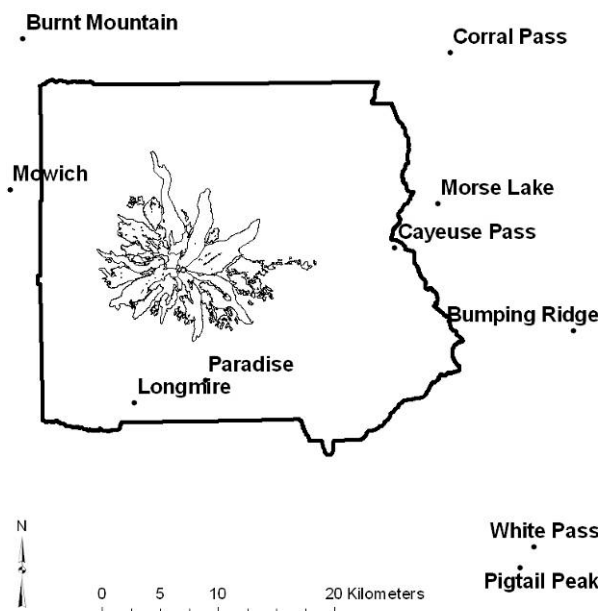 Burnt Mountain
Corral Pass
Mowich
Morse Lake
Cayeuse Pass
Bumping Ridge
Paradise
Longmire
White Pass
Pigtail Peak
N
0 5 10 20 Kilometers